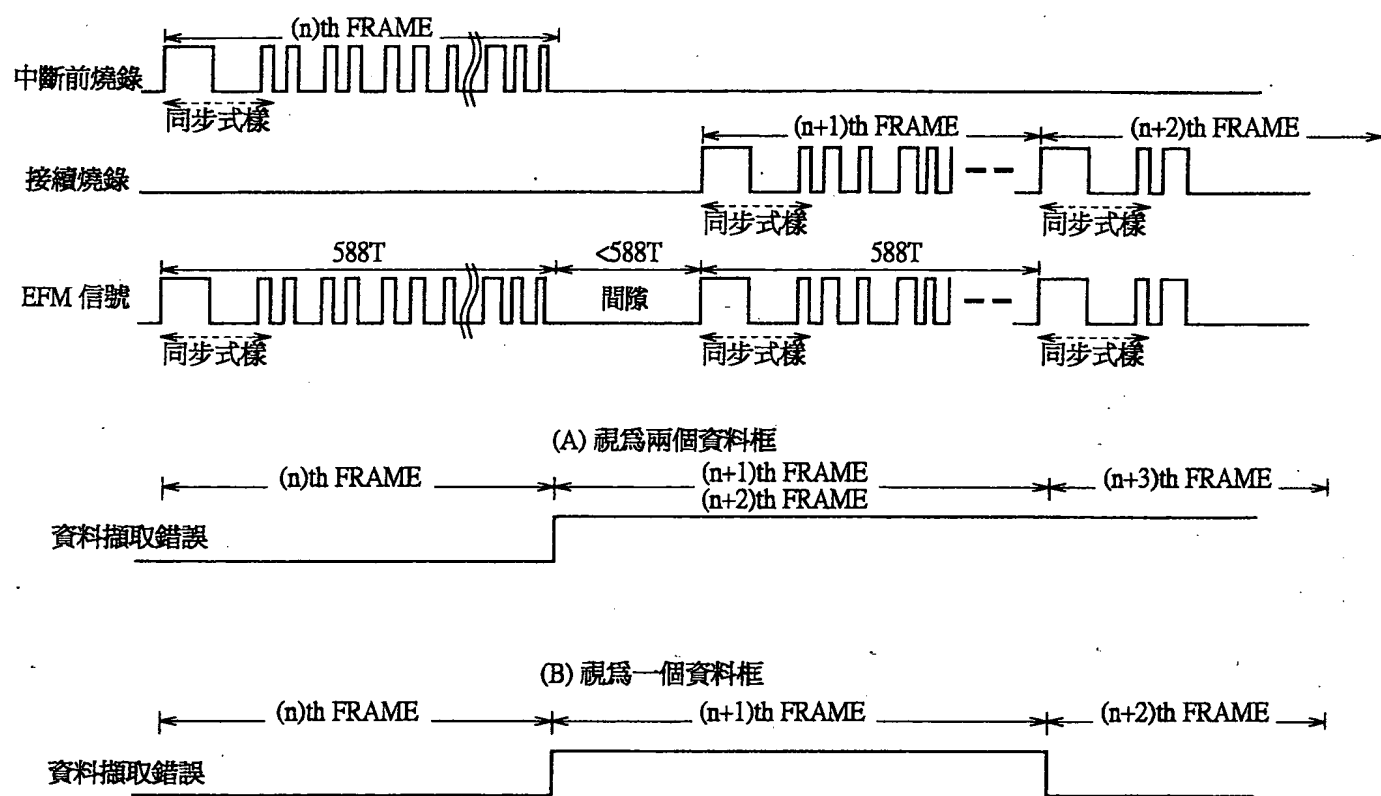 (n)th FRAME
中斷前燒錄
同步式樣
(n+1)th FRAME
(n+2)th FRAME
接續燒錄
同步式樣
同步式樣
588T
<588T
588T
EFM 信號
間隙
同步式樣
同步式樣
同步式樣
(A) 視爲兩個資料框
(n)th FRAME
(n+1)th FRAME
(n+2)th FRAME
(n+3)th FRAME
資料擷取錯誤
(B) 視爲一個資料框
(n)th FRAME
(n+1)th FRAME
(n+2)th FRAME
資料擷取錯誤